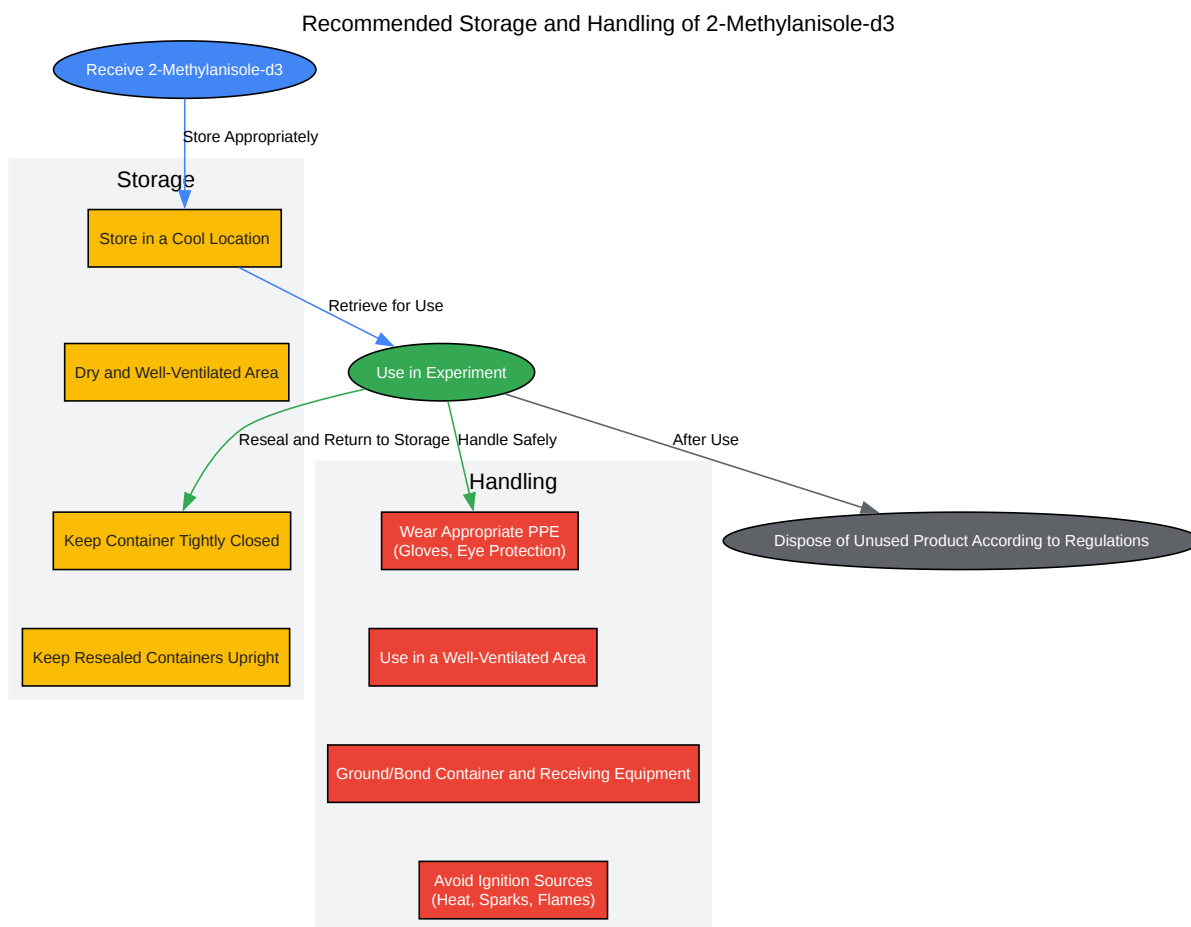 Recommended Storage and Handling of 2-Methylanisole-d3
Receive 2-Methylanisole-d3
Store Appropriately
Storage
Store in a Cool Location
Retrieve for Use
Dry and Well-Ventilated Area
Use in Experiment
Reseal and Return to Storage
Handle Safely
After Use
Handling
Keep Container Tightly Closed
Wear Appropriate PPE
(Gloves, Eye Protection)
Dispose of Unused Product According to Regulations
Keep Resealed Containers Upright
Use in a Well-Ventilated Area
Ground/Bond Container and Receiving Equipment
Avoid Ignition Sources
(Heat, Sparks, Flames)